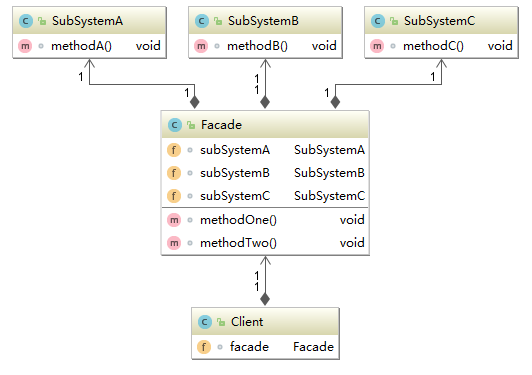 C SubSystemA
m methodA() void
C SubSystemB
m methodB() void
C SubSystemC
m methodC() void
1 1 1
1 1 1
C Facade
f subSystemA SubSystemA
f subSystemB SubSystemB
f subSystemC SubSystemC
m methodOne() void
m methodTwo() void
1
1
C Client
f facade Facade